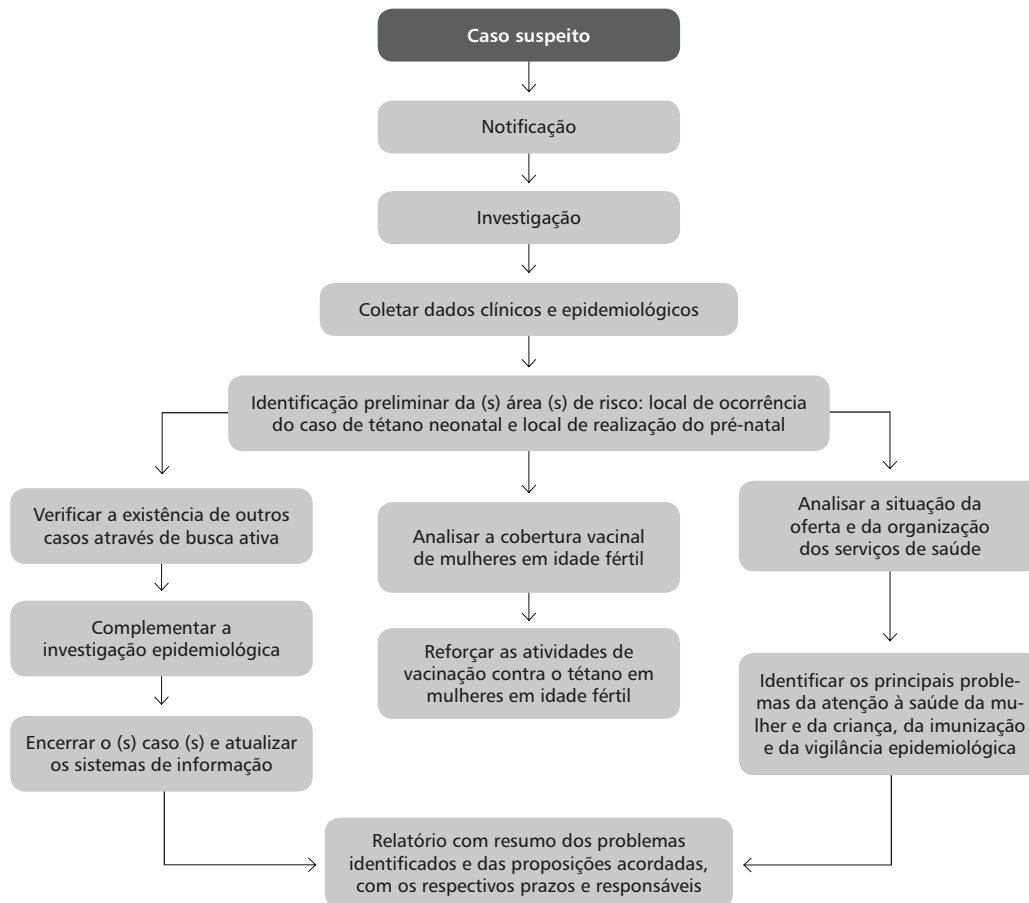 Caso suspeito
Notificação
Investigação
Coletar dados clínicos e epidemiológicos
Identificação preliminar da (s) área (s) de risco: local de ocorrência
do caso de tétano neonatal e local de realização do pré-natal
Verificar a existência de outros
casos através de busca ativa
Complementar a
investigação epidemiológica
Encerrar o (s) caso (s) e atualizar
os sistemas de informação
Analisar a cobertura vacinal
de mulheres em idade fértil
Reforçar as atividades de
vacinação contra o tétano em
mulheres em idade fértil
Analisar a situação da
oferta e da organização
dos serviços de saúde
Identificar os principais proble-
mas da atenção à saúde da mu-
lher e da criança, da imunização
e da vigilância epidemiológica
Relatório com resumo dos problemas
identificados e das proposições acordadas,
com os respectivos prazos e responsáveis